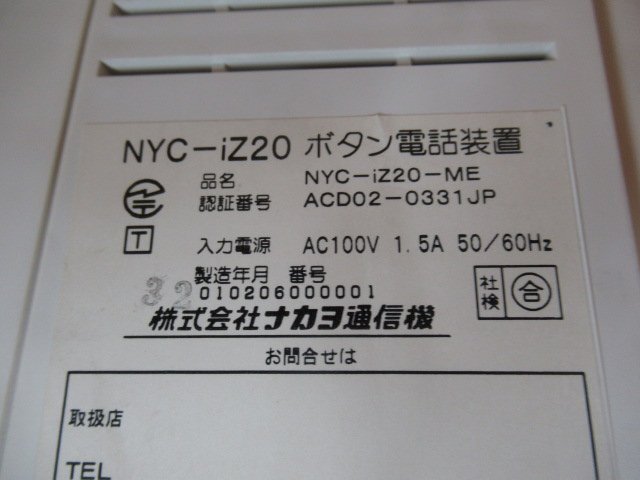 NYC-iZ20 ボタン電話装置
品名 NYC-iZ20-ME
認証番号 ACD02-0331JP
T 入力電源 AC100V 1.5A 50/60Hz
製造年月 番号
32 010206000001
社検 合
株式会社ナカヨ通信機
お問合せは
取扱店
TEL